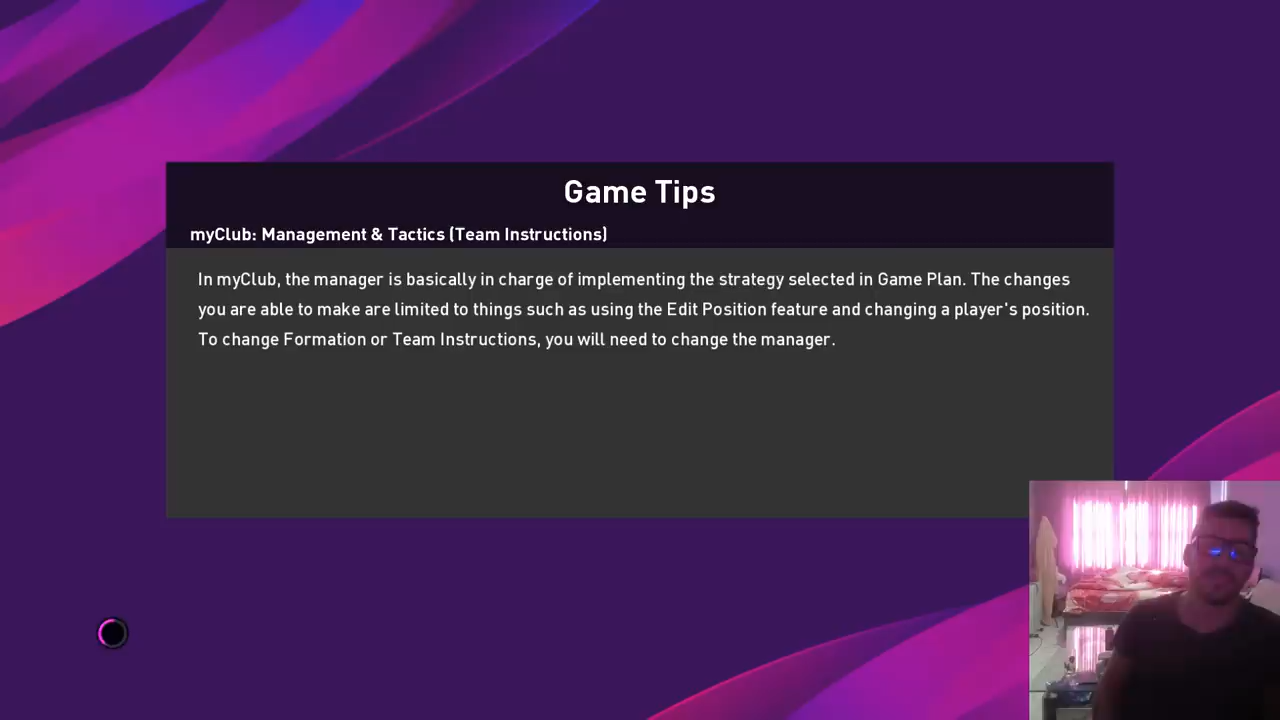 Game Tips
myClub: Management & Tactics (Team Instructions)
In myClub, the manager is basically in charge of implementing the strategy selected in Game Plan. The changes
you are able to make are limited to things such as using the Edit Position feature and changing a player's position.
To change Formation or Team Instructions, you will need to change the manager.